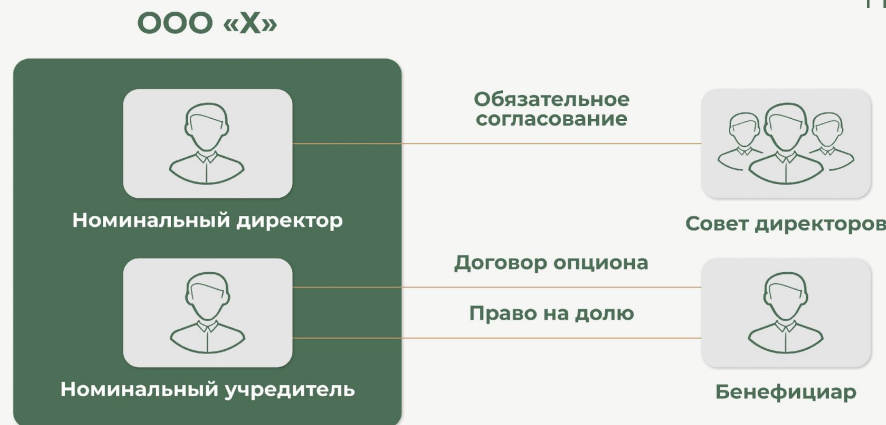 ООО «Х»
Обязательное
согласование
Номинальный директор
Совет директоров
Договор опциона
Право на долю
Номинальный учредитель
Бенефициар